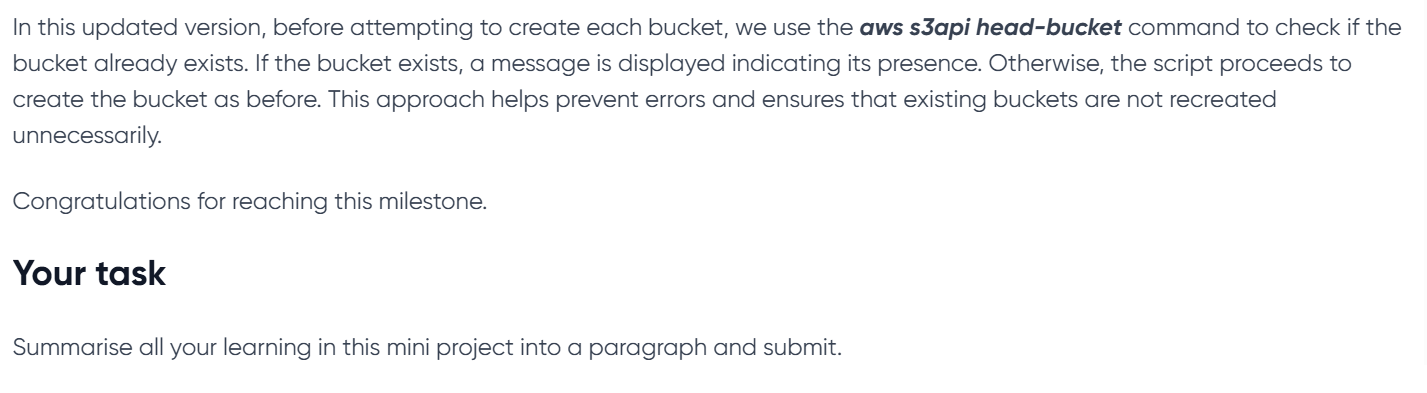 In this updated version, before attempting to create each bucket, we use the aws s3api head-bucket command to check if the
bucket already exists. If the bucket exists, a message is displayed indicating its presence. Otherwise, the script proceeds to
create the bucket as before. This approach helps prevent errors and ensures that existing buckets are not recreated
unnecessarily.
Congratulations for reaching this milestone.
Your task
Summarise all your learning in this mini project into a paragraph and submit.